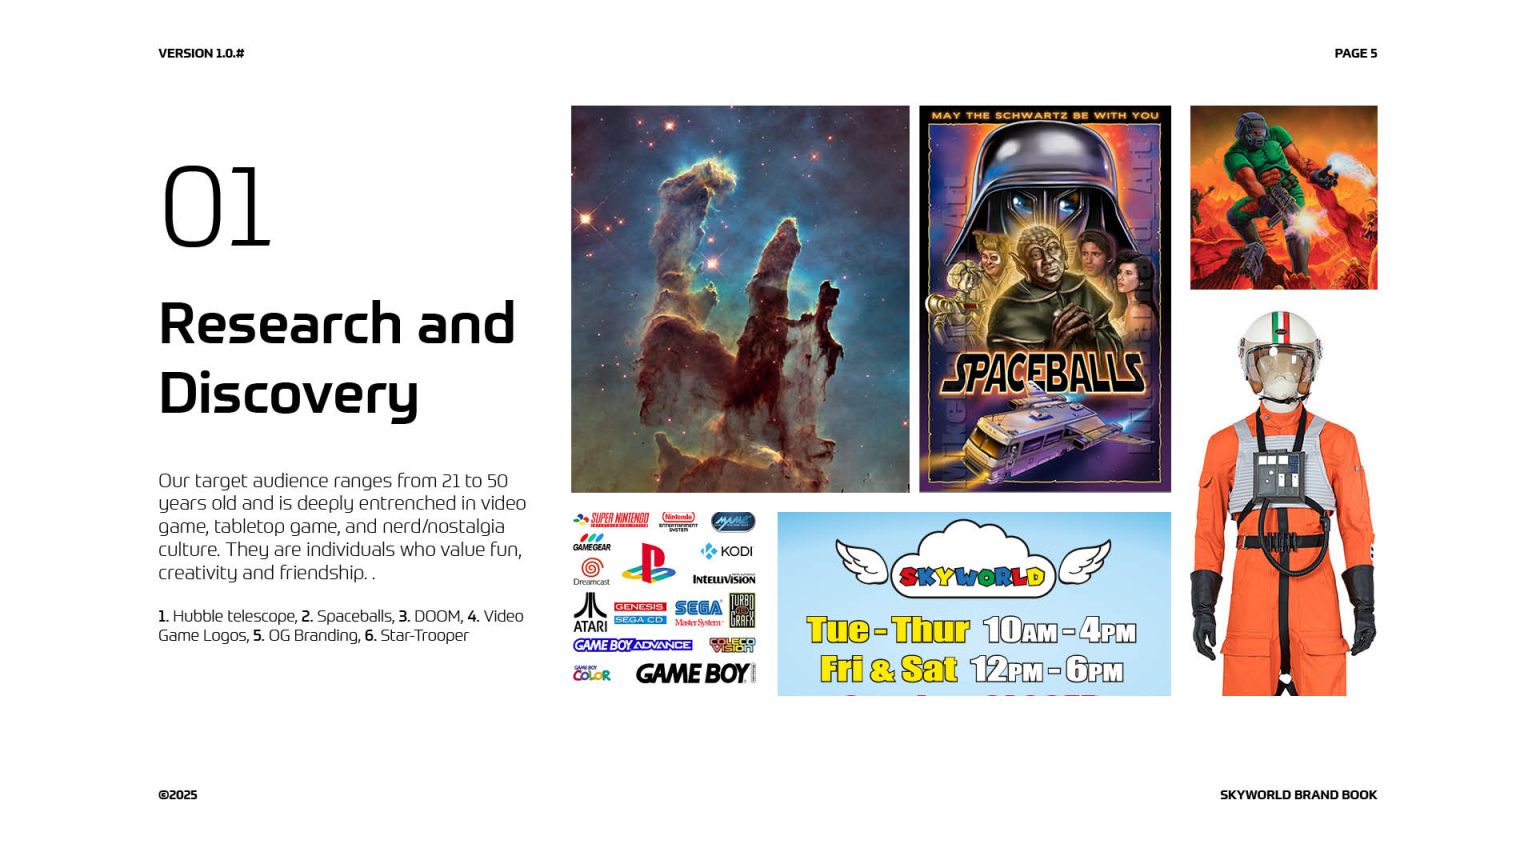 VERSION 1.0.#
PAGE 5
01
Research and
Discovery
Our target audience ranges from 21 to 50
years old and is deeply entrenched in video
game, tabletop game, and nerd/nostalgia
culture. They are individuals who value fun,
creativity and friendship. .
1. Hubble telescope, 2. Spaceballs, 3. DOOM, 4. Video
Game Logos, 5. OG Branding, 6. Star-Trooper
MAY THE SCHWARTZ BE WITH YOU
SPACEBALLS
SUPER NINTENDO
ENTERTAINMENT SYSTEM
Nintendo
ENTERTAINMENT
SYSTEM
MAME
GAME GEAR
KODI
Dreamcast
INTELLIVISION
ATARI
GENESIS
SEGA CD
SEGA
Master System
TURBO
GRAFX
GAME BOY ADVANCE
COLECO
VISION
GAME BOY
COLOR
GAME BOY
SKYWORLD
Tue - Thur 10AM - 4PM
Fri & Sat 12PM - 6PM
©2025
SKYWORLD BRAND BOOK